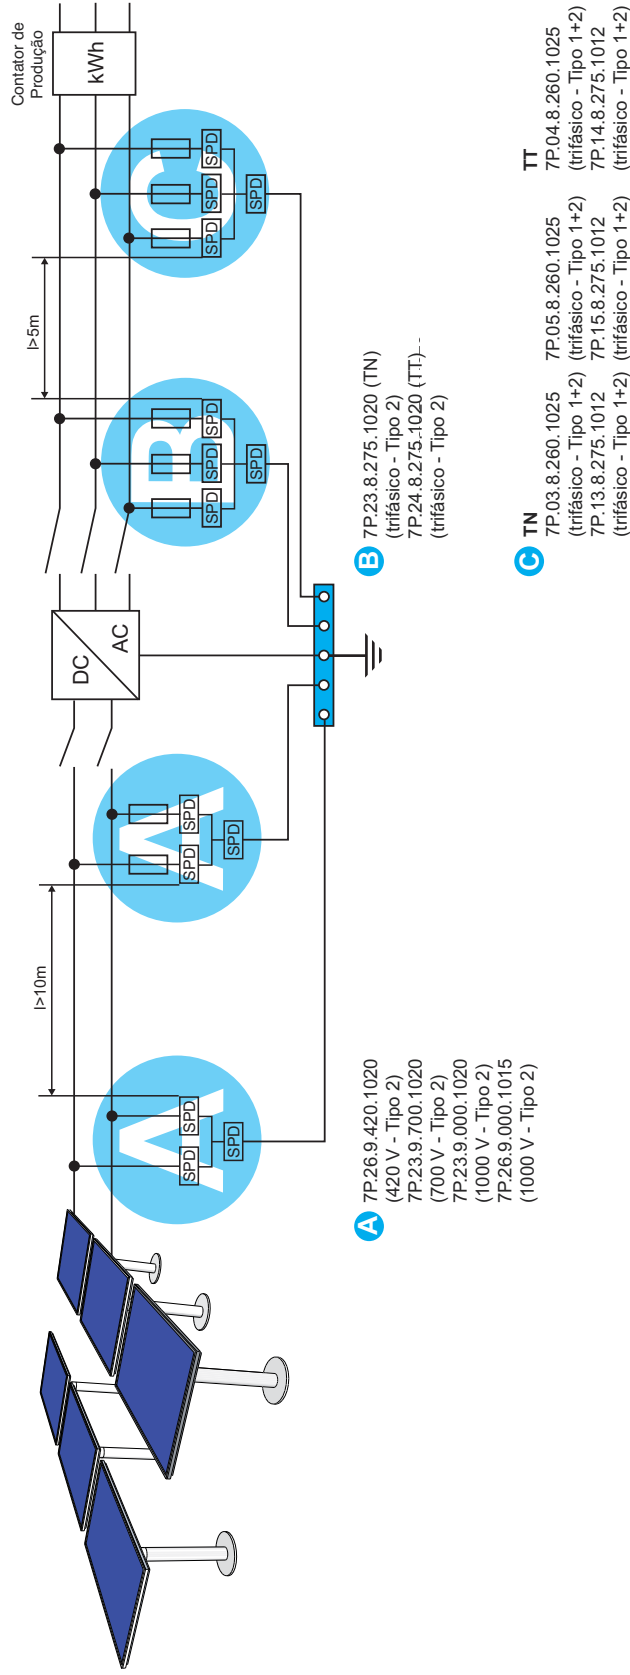 Contator de
Produção
kWh
l>10m
l>5m
DC
AC
A
SPD
SPD
SPD
A
SPD
SPD
SPD
B
SPD
SPD
SPD
SPD
C
SPD
SPD
SPD
SPD
A
7P.26.9.420.1020
(420 V - Tipo 2)
7P.23.9.700.1020
(700 V - Tipo 2)
7P.23.9.000.1020
(1000 V - Tipo 2)
7P.26.9.000.1015
(1000 V - Tipo 2)
B
7P.23.8.275.1020 (TN)
(trifásico - Tipo 2)
7P.24.8.275.1020 (TT)
(trifásico - Tipo 2)
C
TN
7P.03.8.260.1025
(trifásico - Tipo 1+2)
7P.13.8.275.1012
(trifásico - Tipo 1+2)
7P.05.8.260.1025
(trifásico - Tipo 1+2)
7P.15.8.275.1012
(trifásico - Tipo 1+2)
TT
7P.04.8.260.1025
(trifásico - Tipo 1+2)
7P.14.8.275.1012
(trifásico - Tipo 1+2)